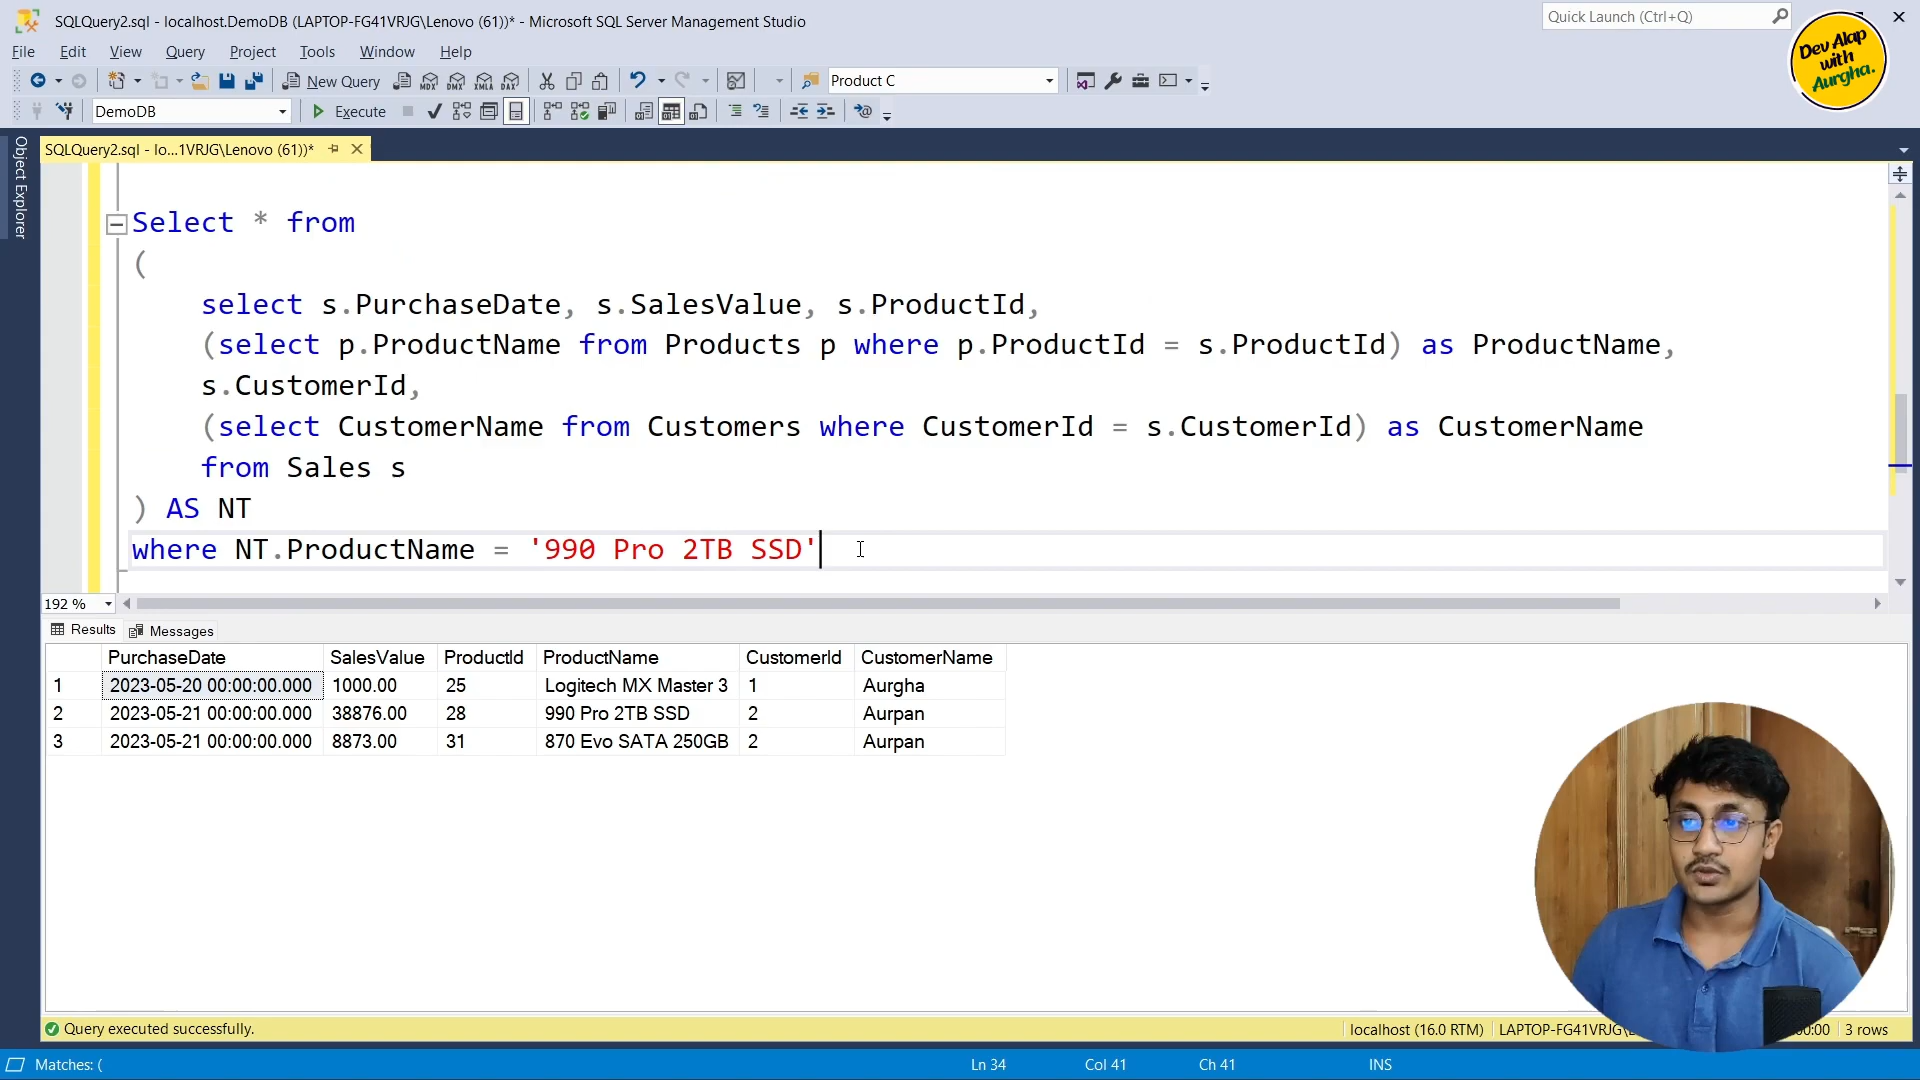 SQLQuery2.sql - localhost.DemoDB (LAPTOP-FG41VRJG\Lenovo (61))* - Microsoft SQL Server Management Studio
Quick Launch (Ctrl+Q)
Dev Alap
with
Aurgha.
File Edit View Query Project Tools Window Help
New Query
MDX DMX XMLA DAX
Product C
DemoDB
Execute
Object Explorer
SQLQuery2.sql - lo...1VRJG\Lenovo (61))*
Select * from
(
select s.PurchaseDate, s.SalesValue, s.ProductId,
(select p.ProductName from Products p where p.ProductId = s.ProductId) as ProductName,
s.CustomerId,
(select CustomerName from Customers where CustomerId = s.CustomerId) as CustomerName
from Sales s
) AS NT
where NT.ProductName = '990 Pro 2TB SSD'
192 %
Results Messages
PurchaseDate SalesValue ProductId ProductName CustomerId CustomerName
1 2023-05-20 00:00:00.000 1000.00 25 Logitech MX Master 3 1 Aurgha
2 2023-05-21 00:00:00.000 38876.00 28 990 Pro 2TB SSD 2 Aurpan
3 2023-05-21 00:00:00.000 8873.00 31 870 Evo SATA 250GB 2 Aurpan
Query executed successfully.
localhost (16.0 RTM) LAPTOP-FG41VRJG\ 00:00 3 rows
Matches: (
Ln 34 Col 41 Ch 41 INS